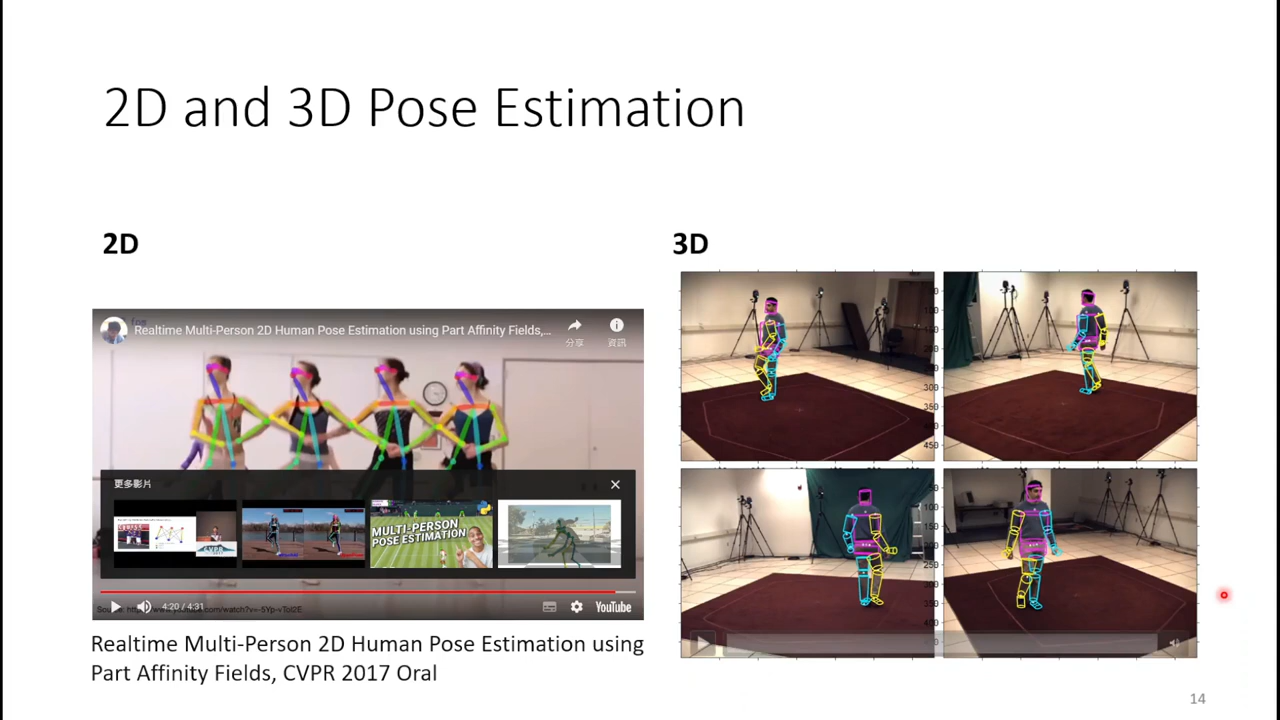 2D and 3D Pose Estimation
2D
3D
Realtime Multi-Person 2D Human Pose Estimation using Part Affinity Fields,...
分享
資訊
更多影片
MULTI-PERSON
POSE ESTIMATION
4:20 / 4:31
YouTube
Realtime Multi-Person 2D Human Pose Estimation using
Part Affinity Fields, CVPR 2017 Oral
14